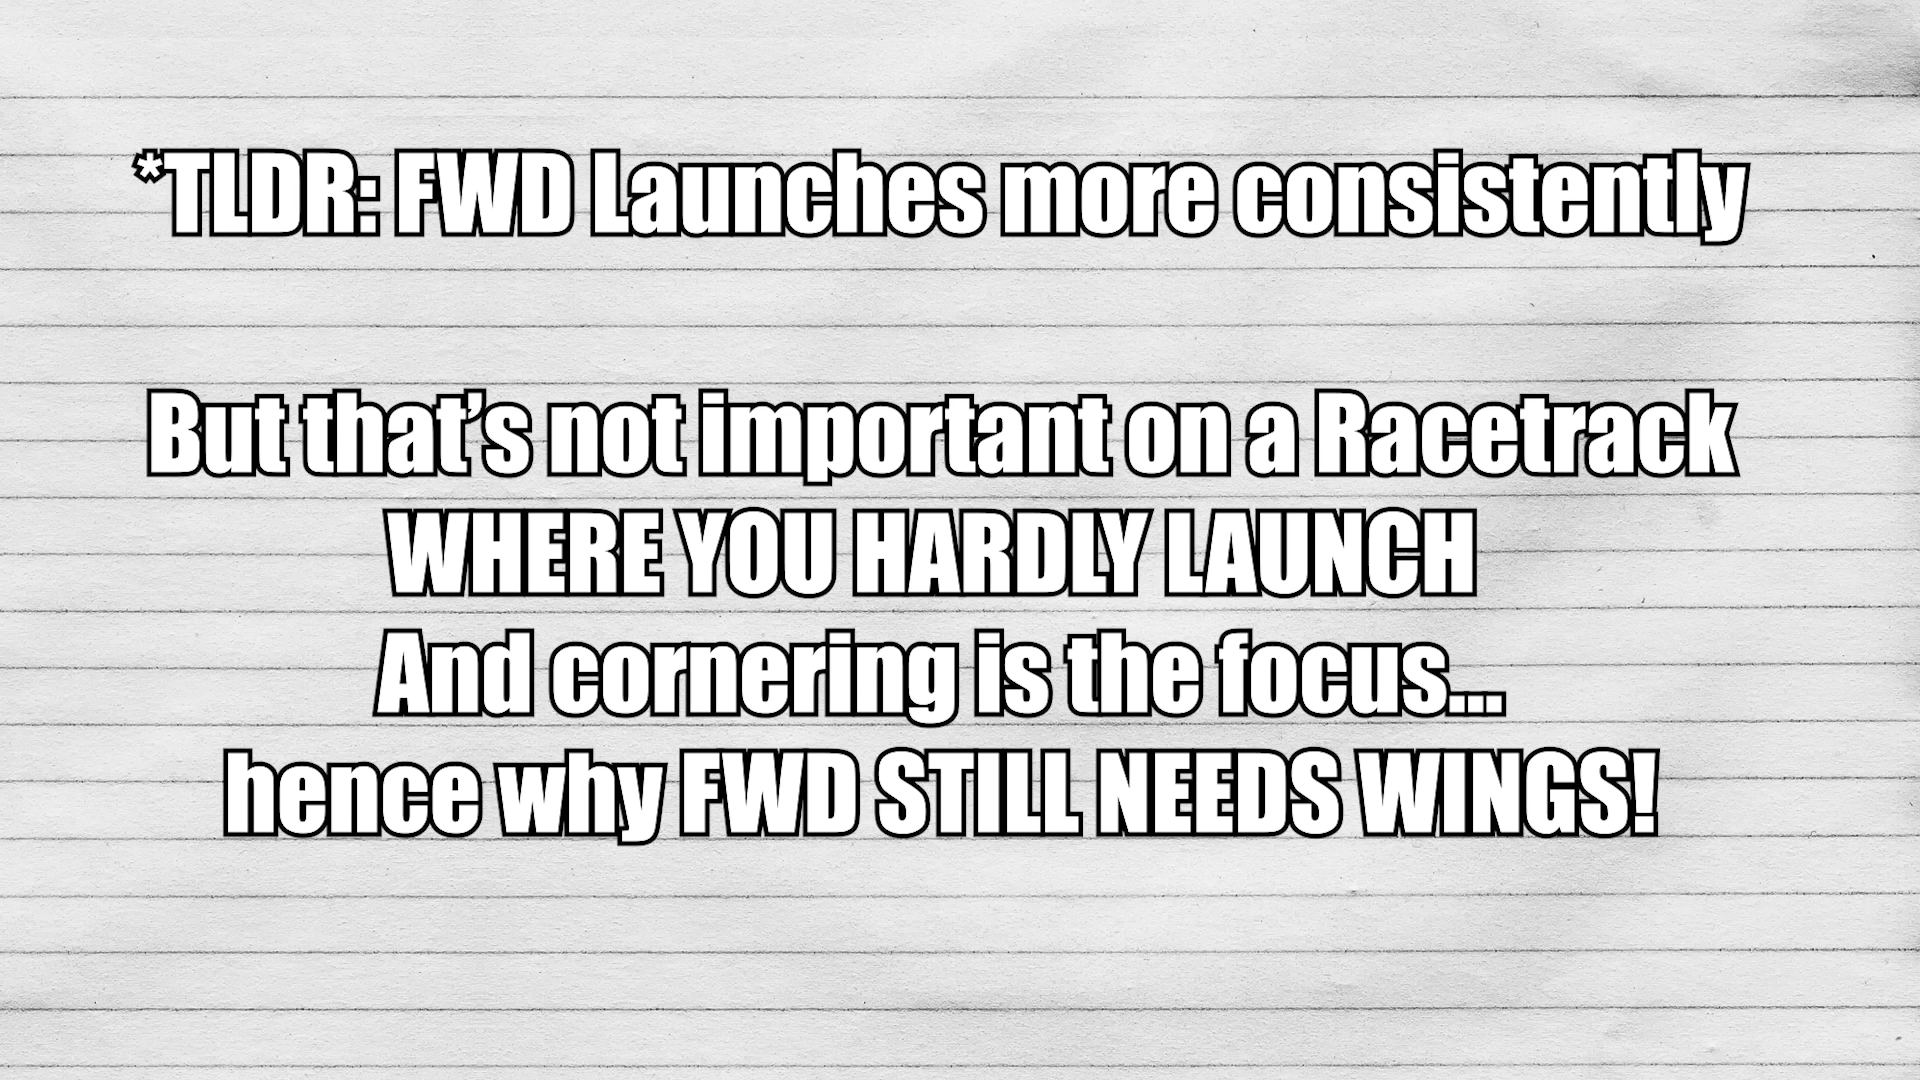 *TLDR: FWD Launches more consistently
But that’s not important on a Racetrack
WHERE YOU HARDLY LAUNCH
And cornering is the focus...
hence why FWD STILL NEEDS WINGS!